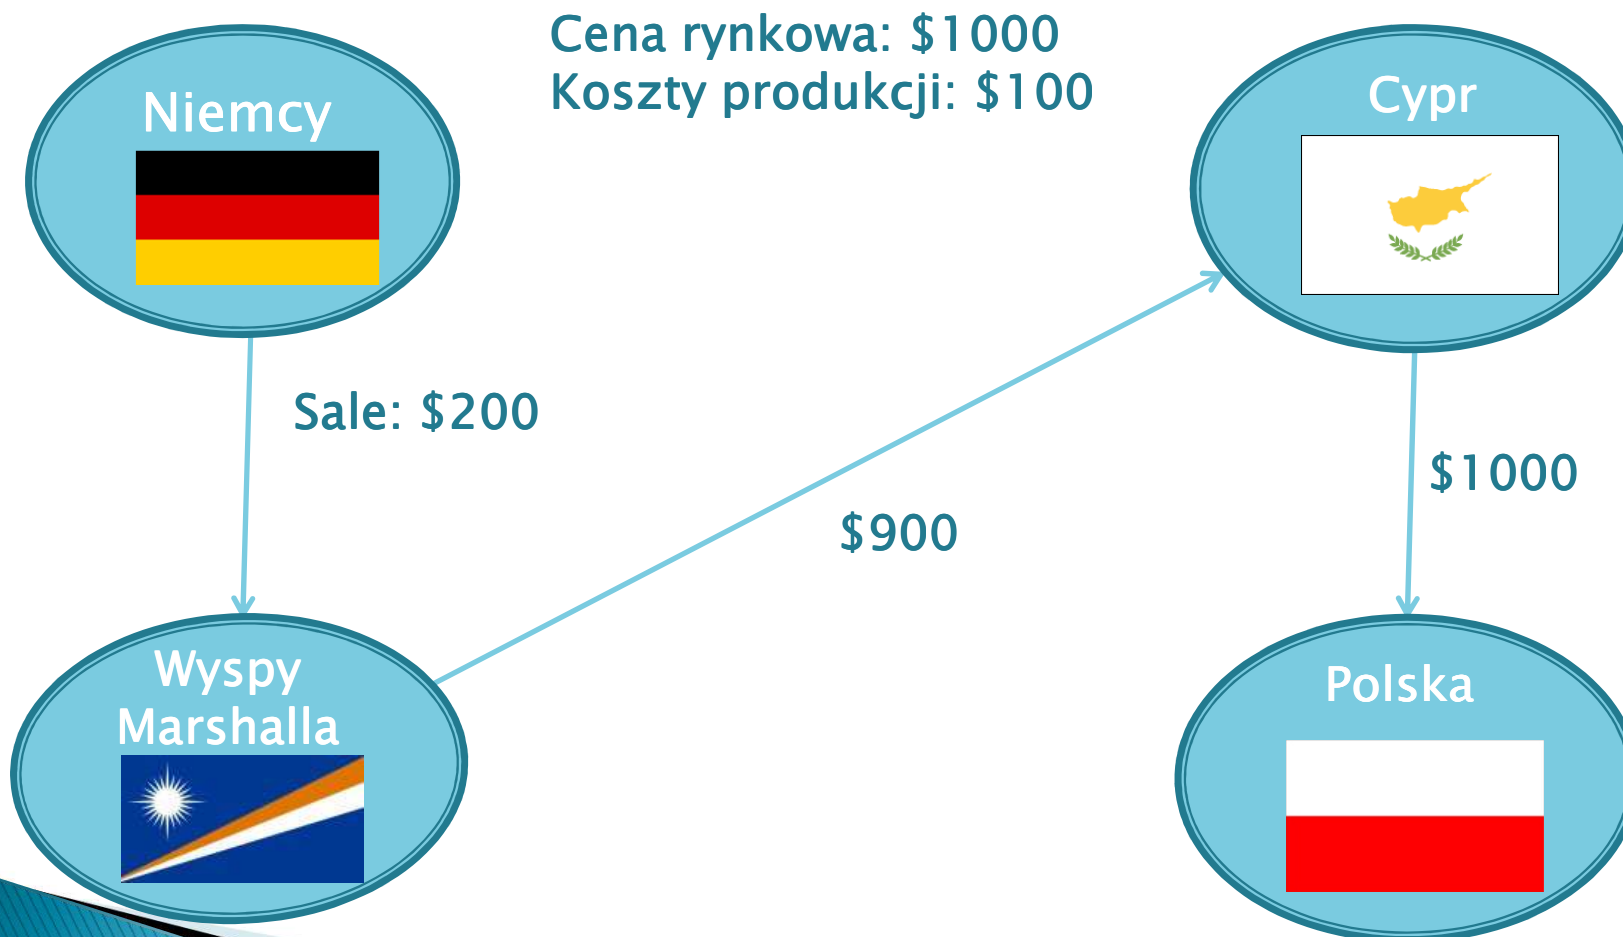 Cena rynkowa: $1000
Koszty produkcji: $100
Niemcy
Cypr
Sale: $200
$900
$1000
Wyspy
Marshalla
Polska